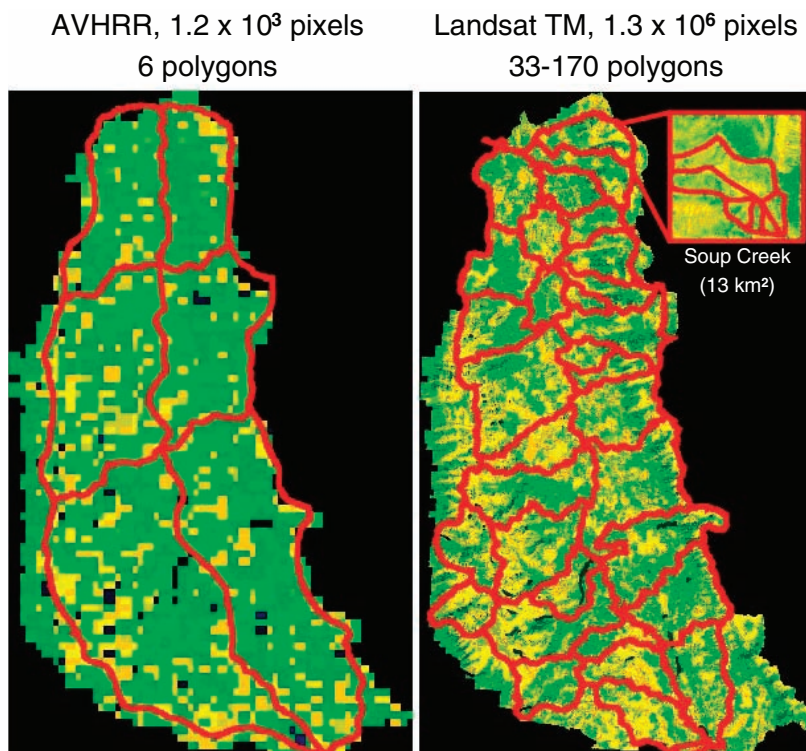 AVHRR, 1.2 x 10³ pixels
6 polygons
Landsat TM, 1.3 x 10⁶ pixels
33-170 polygons
Soup Creek
(13 km²)